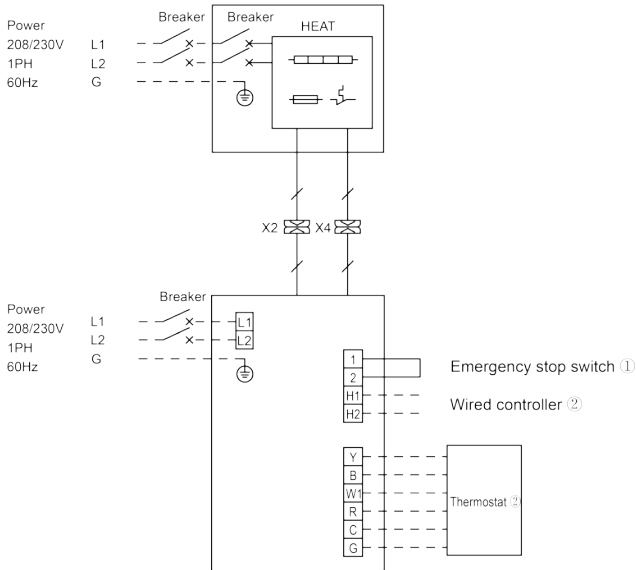 Breaker Breaker
HEAT
Power
208/230V L1
1PH L2
60Hz G
X2 X4
Breaker
Power
208/230V L1 L1
1PH L2 L2
60Hz G
1
2
Emergency stop switch ①
H1
H2
Wired controller ②
Y
B
W1
R
C
G
Thermostat ②